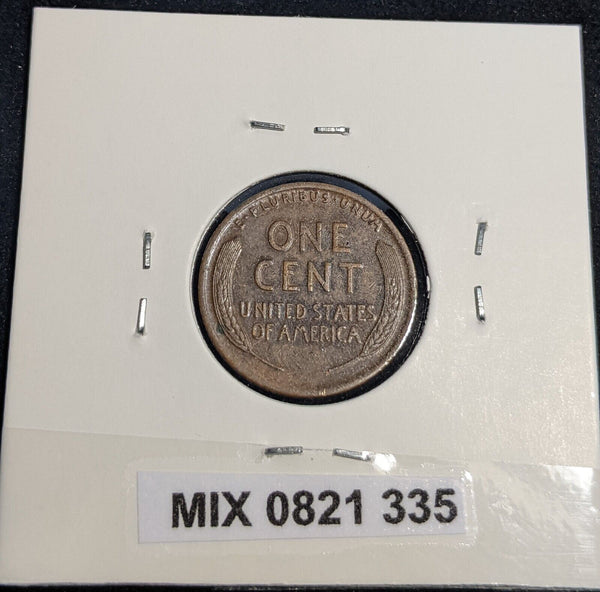 E · PLURIBUS · UNUM
ONE
CENT
UNITED STATES
OF AMERICA
MIX 0821 335